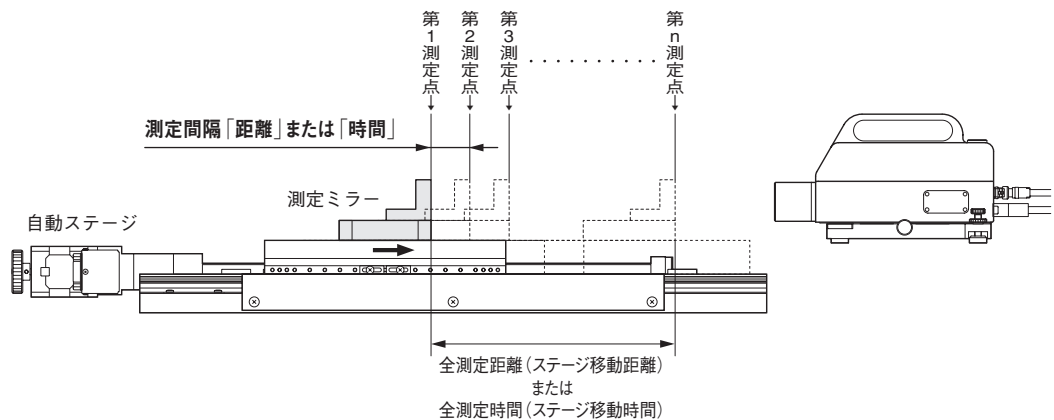 第1測定点
第2測定点
第3測定点
・・・・・・・・・・
第n測定点
測定間隔「距離」または「時間」
測定ミラー
自動ステージ
全測定距離（ステージ移動距離）
または
全測定時間（ステージ移動時間）